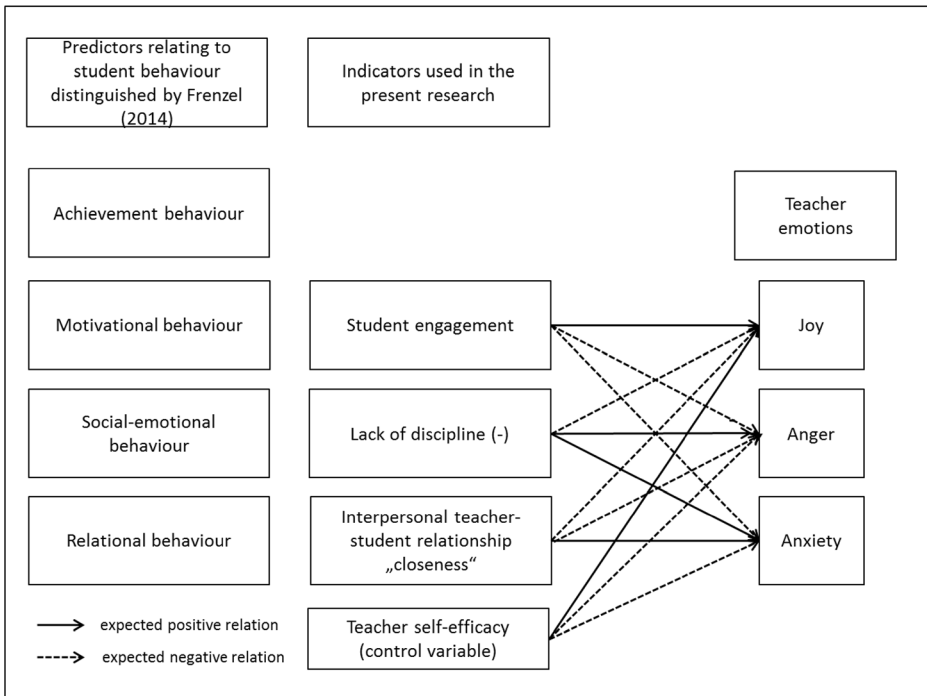 Predictors relating to
student behaviour
distinguished by Frenzel
(2014)
Indicators used in the
present research
Achievement behaviour
Teacher
emotions
Motivational behaviour
Student engagement
Joy
Social-emotional
behaviour
Lack of discipline (-)
Anger
Relational behaviour
Interpersonal teacher-
student relationship
„closeness“
Anxiety
Teacher self-efficacy
(control variable)
expected positive relation
expected negative relation